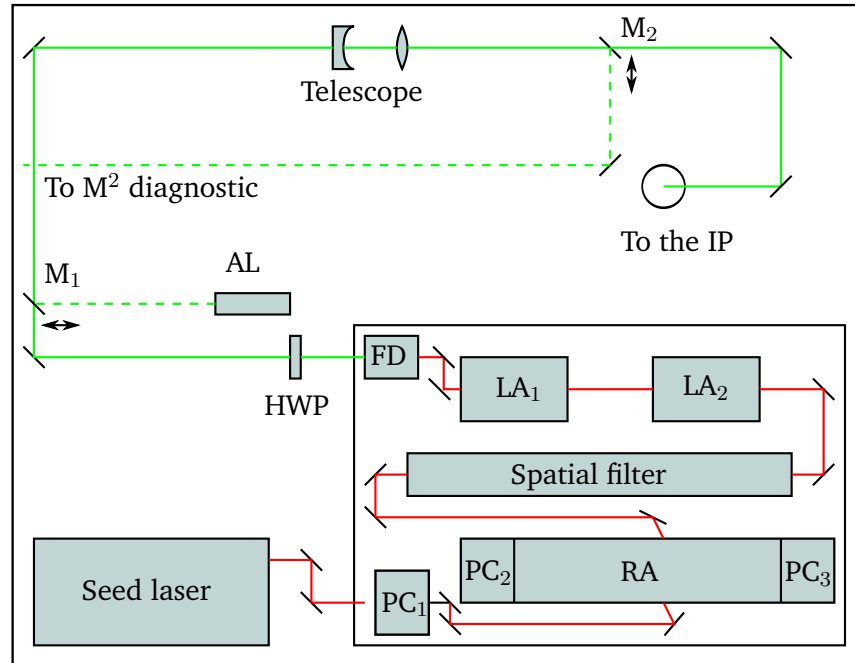 M₂
Telescope
To M² diagnostic
To the IP
AL
M₁
FD
LA₁
LA₂
HWP
Spatial filter
Seed laser
PC₁
PC₂
RA
PC₃